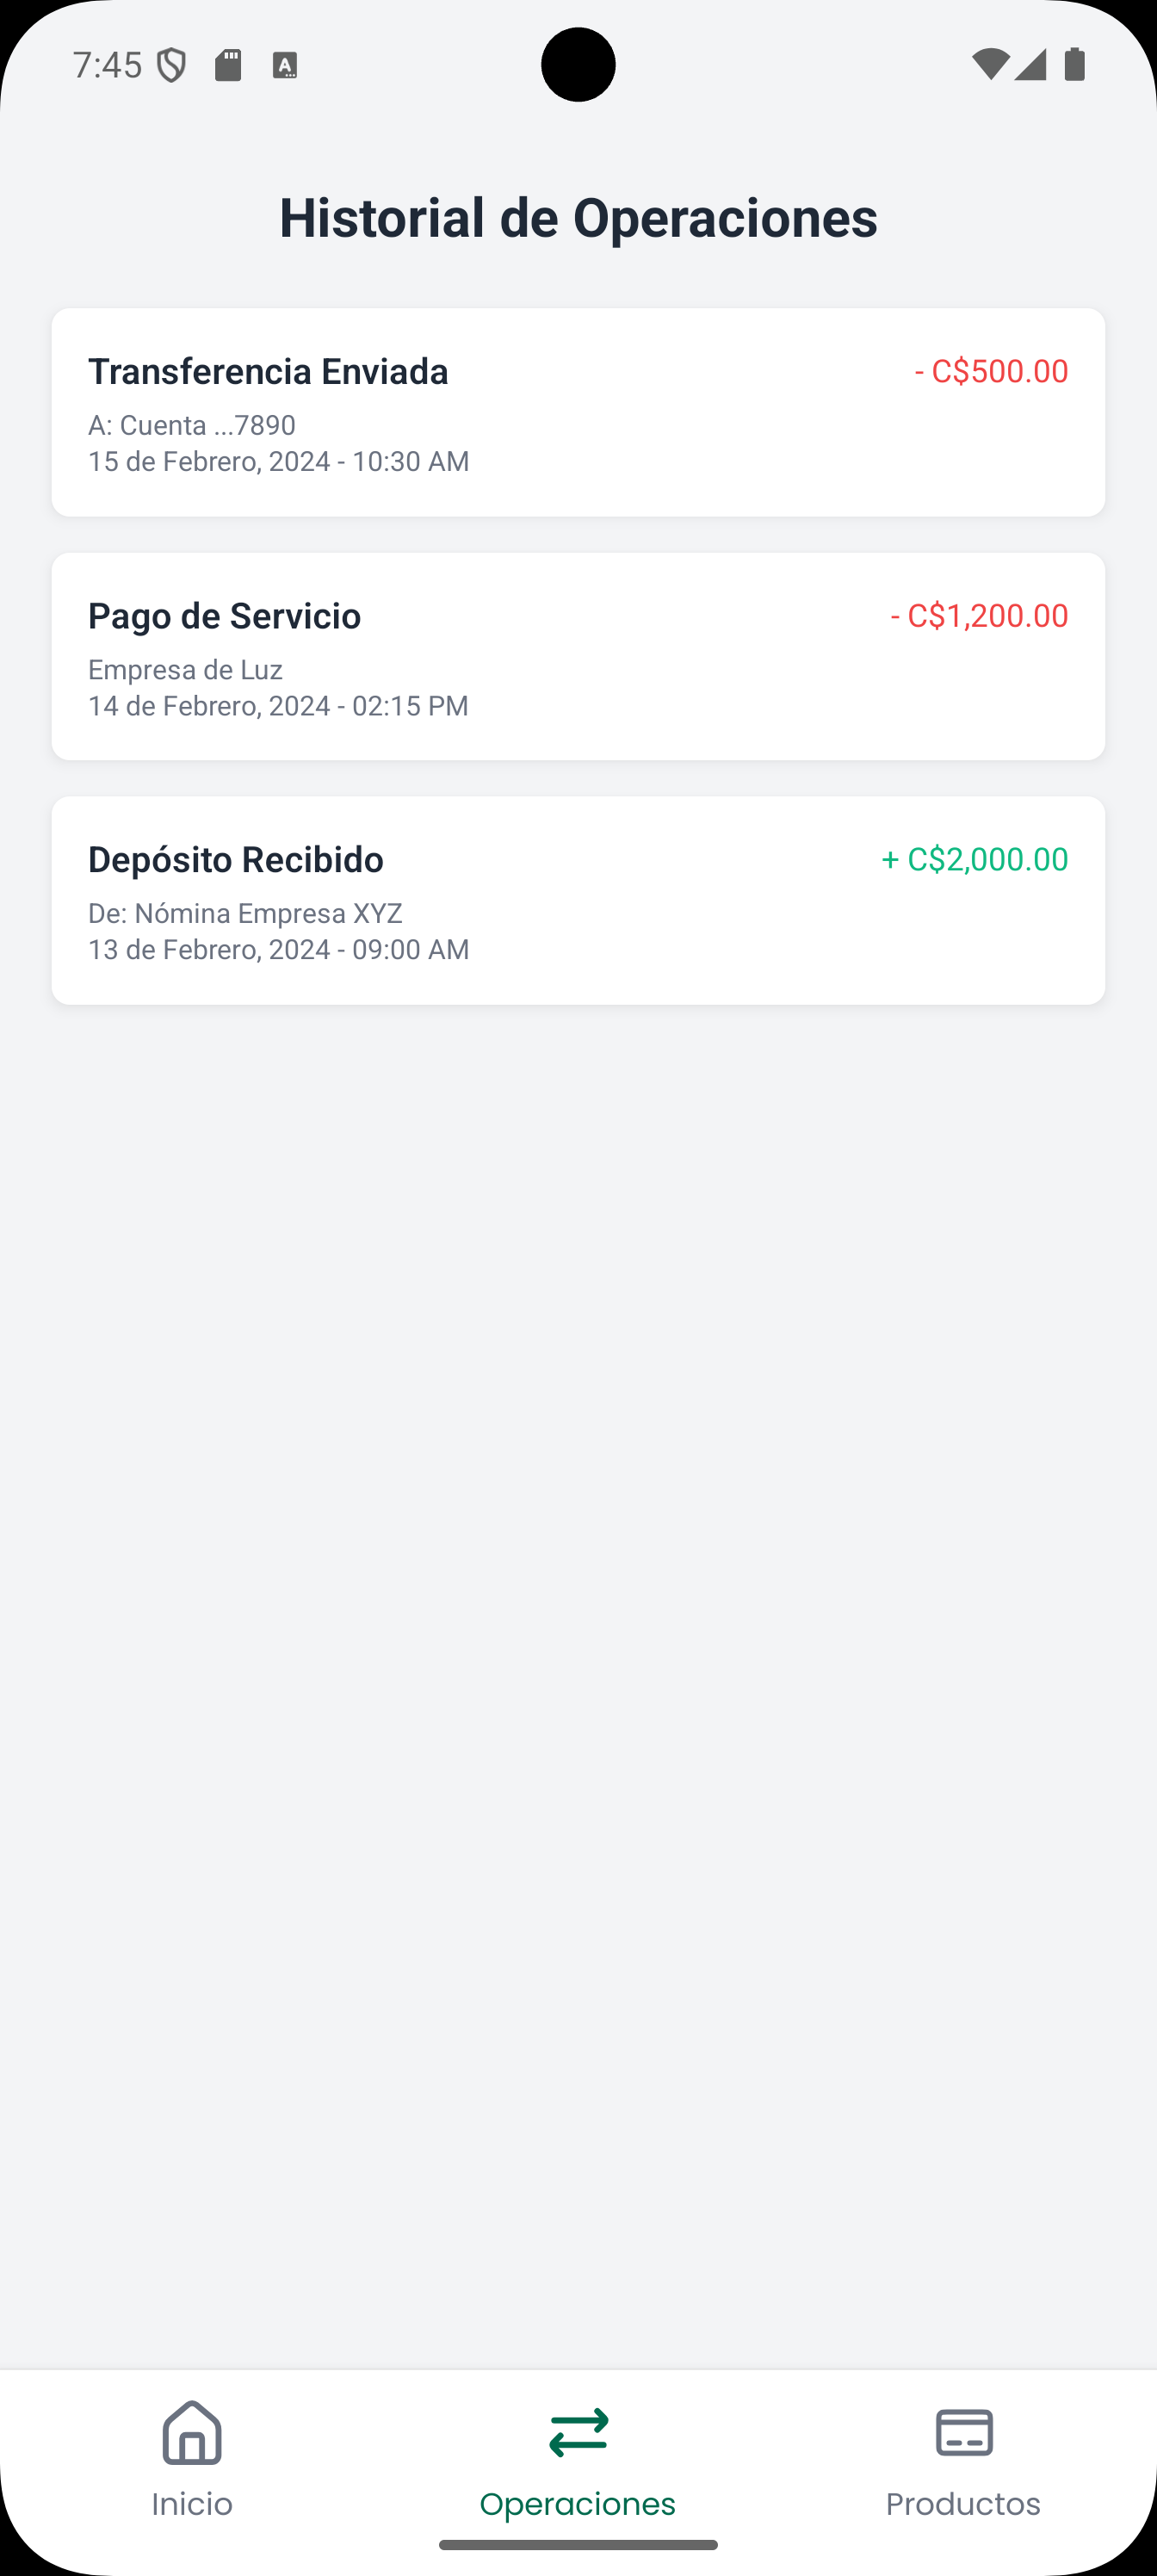 7:45
Historial de Operaciones
Transferencia Enviada
- C$500.00
A: Cuenta ...7890
15 de Febrero, 2024 - 10:30 AM
Pago de Servicio
- C$1,200.00
Empresa de Luz
14 de Febrero, 2024 - 02:15 PM
Depósito Recibido
+ C$2,000.00
De: Nómina Empresa XYZ
13 de Febrero, 2024 - 09:00 AM
Inicio
Operaciones
Productos